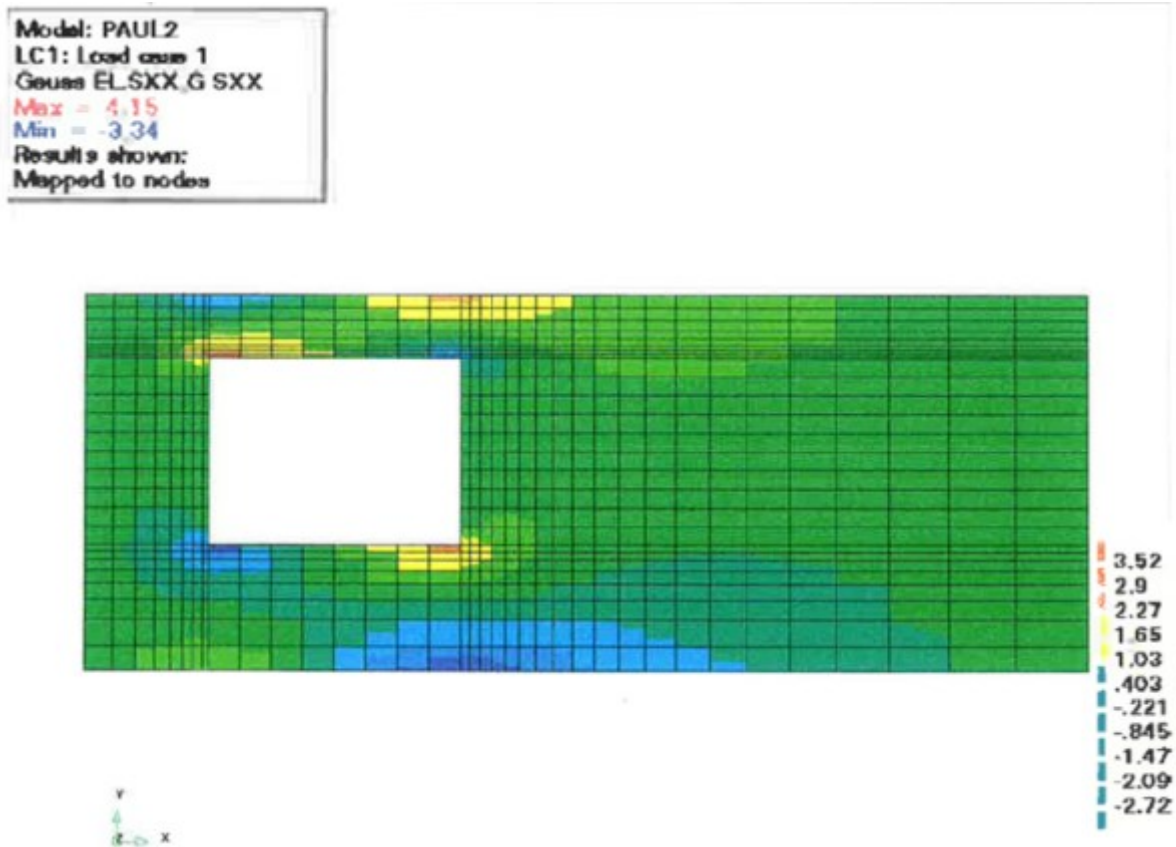 Model: PAUL2
LC1: Load case 1
Gauss EL.SXX.G SXX
Max = 4.15
Min = -3.34
Results shown:
Mapped to nodes
3.52
2.9
2.27
1.65
1.03
.403
-.221
-.845
-1.47
-2.09
-2.72
Y
Z X